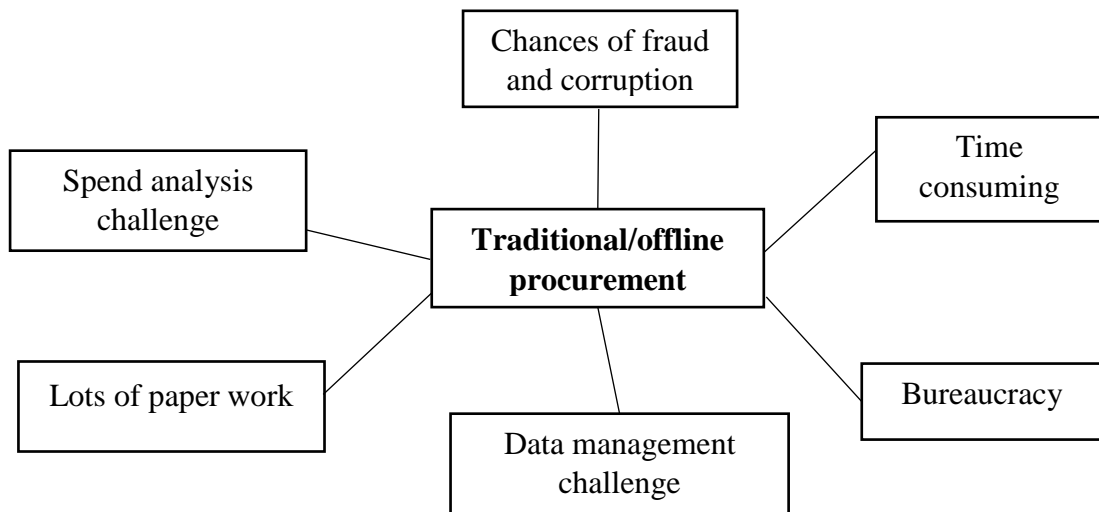 Chances of fraud
and corruption
Time
consuming
Spend analysis
challenge
Traditional/offline
procurement
Lots of paper work
Bureaucracy
Data management
challenge